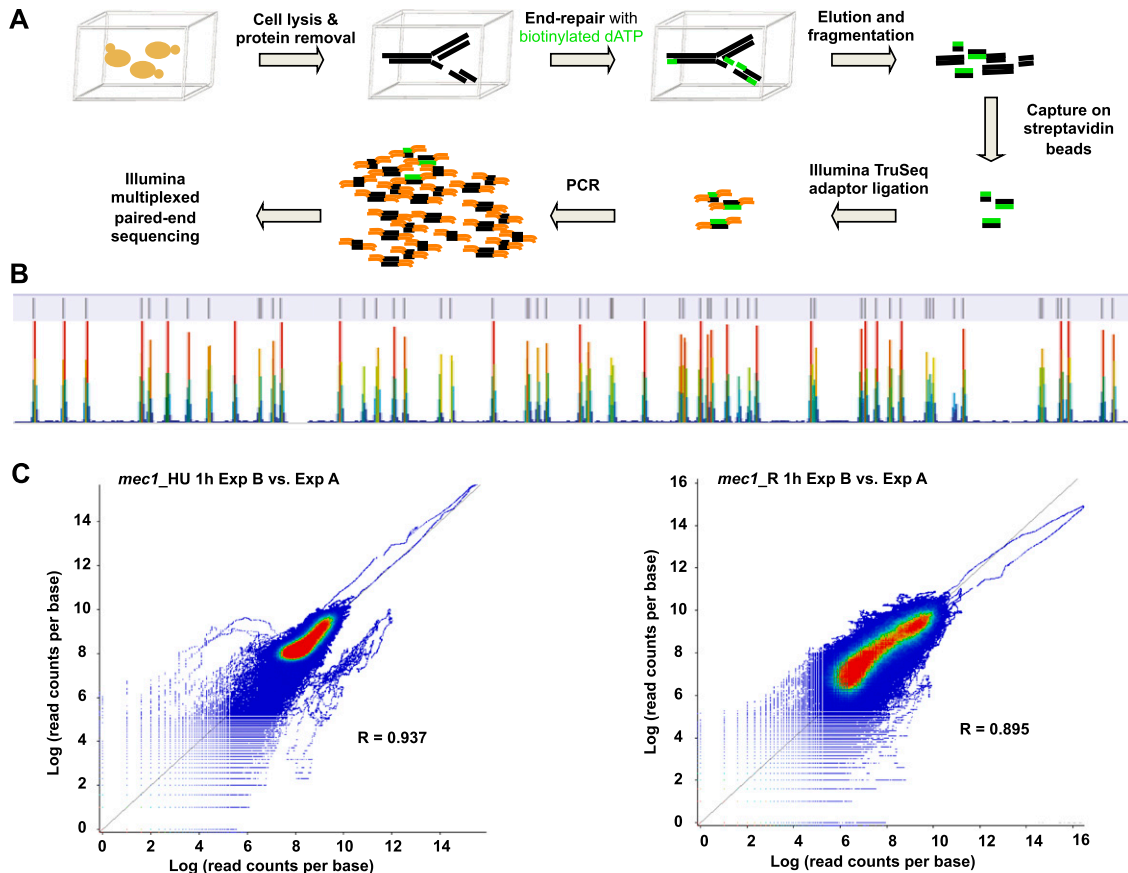 A
Cell lysis &
protein removal
End-repair with
biotinylated dATP
Elution and
fragmentation
Capture on
streptavidin
beads
Illumina TruSeq
adaptor ligation
PCR
Illumina
multiplexed
paired-end
sequencing
B
C
mec1_HU 1h Exp B vs. Exp A
Log (read counts per base)
14
12
10
8
6
4
2
0
R = 0.937
0 2 4 6 8 10 12 14
Log (read counts per base)
mec1_R 1h Exp B vs. Exp A
Log (read counts per base)
16
14
12
10
8
6
4
2
0
R = 0.895
0 2 4 6 8 10 12 14 16
Log (read counts per base)